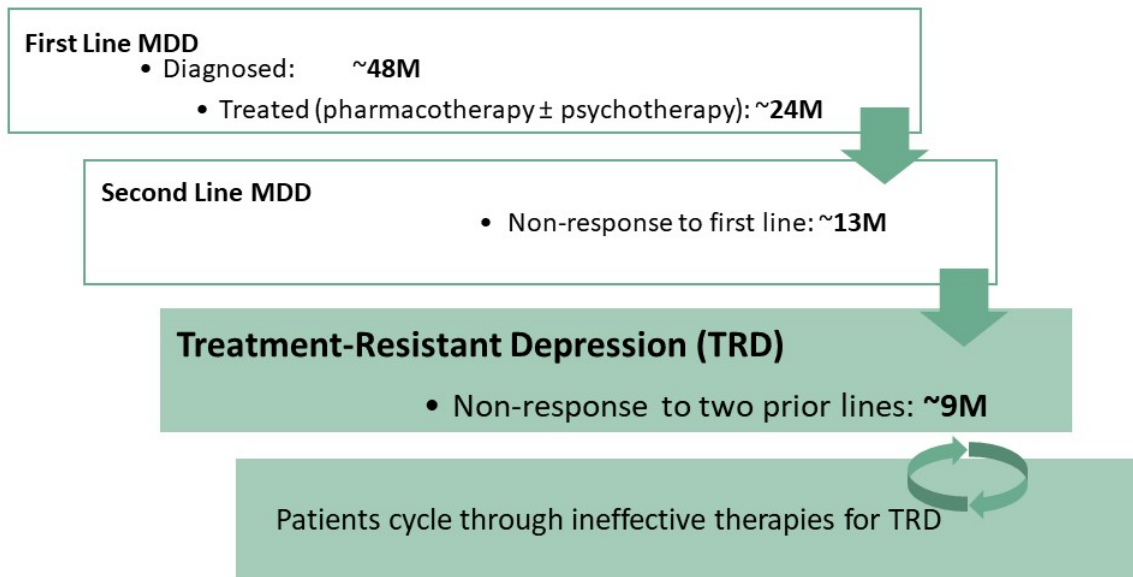 First Line MDD
• Diagnosed: ~48M
• Treated (pharmacotherapy ± psychotherapy): ~24M
Second Line MDD
• Non-response to first line: ~13M
Treatment-Resistant Depression (TRD)
• Non-response to two prior lines: ~9M
Patients cycle through ineffective therapies for TRD